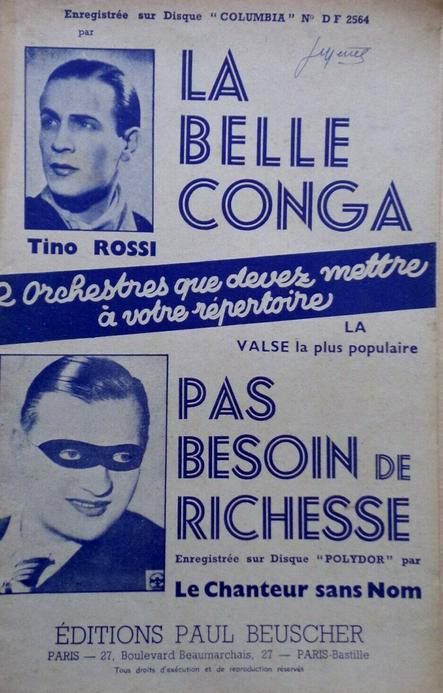 Enregistrée sur Disque "COLUMBIA" Nº DF 2564
par
LA
BELLE
CONGA
Tino ROSSI
2 Orchestres que devez mettre
à votre répertoire
LA
VALSE la plus populaire
PAS
BESOIN DE
RICHESSE
Enregistrée sur Disque "POLYDOR" par
Le Chanteur sans Nom
ÉDITIONS PAUL BEUSCHER
PARIS — 27, Boulevard Beaumarchais, 27 — PARIS-Bastille
Tous droits d'exécution et de reproduction réservés